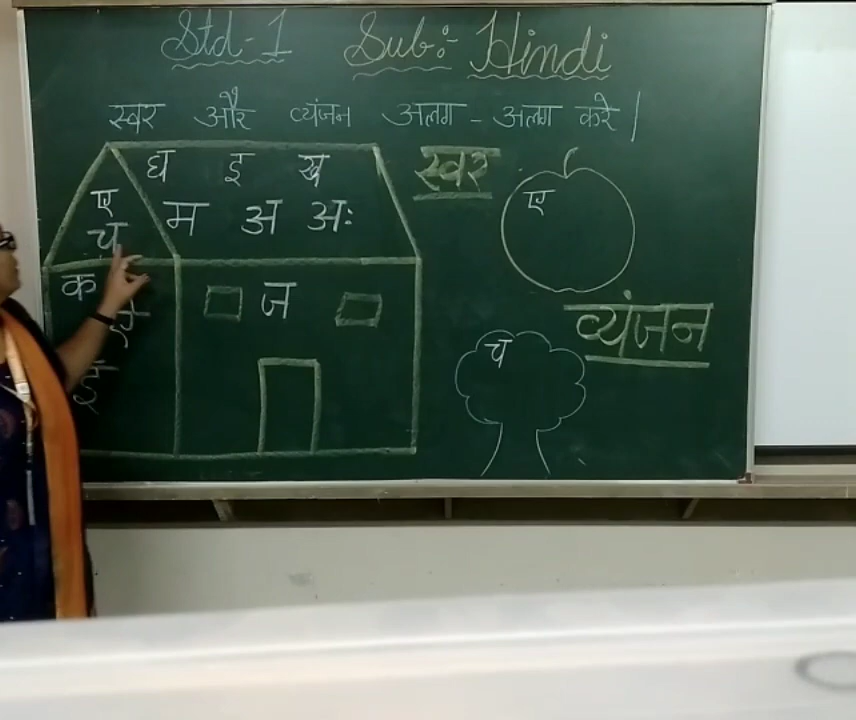 Std-1 Sub:- Hindi
स्वर और व्यंजन अलग - अलग करे |
घ इ ख
ए
म अ अः
च
स्वर
ए
क
ज
व्यंजन
च